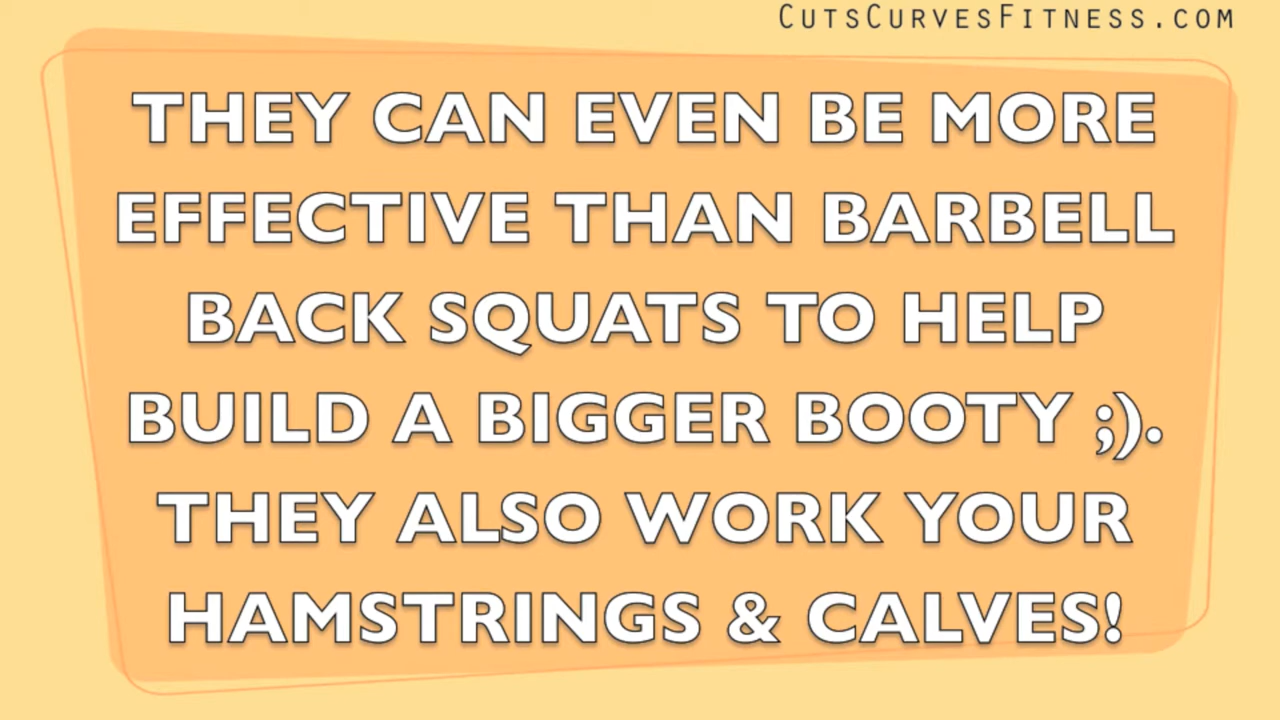 CutsCurvesFitness.com
THEY CAN EVEN BE MORE
EFFECTIVE THAN BARBELL
BACK SQUATS TO HELP
BUILD A BIGGER BOOTY ;).
THEY ALSO WORK YOUR
HAMSTRINGS & CALVES!